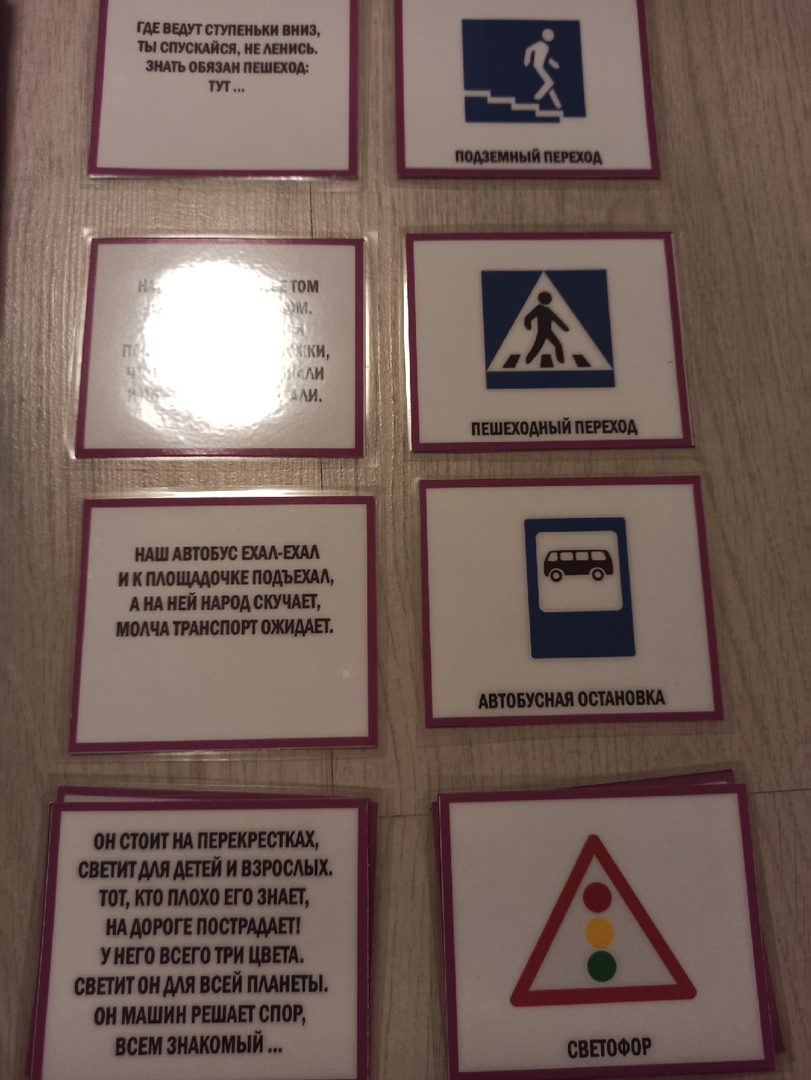 ГДЕ ВЕДУТ СТУПЕНЬКИ ВНИЗ,
ТЫ СПУСКАЙСЯ, НЕ ЛЕНИСЬ.
ЗНАТЬ ОБЯЗАН ПЕШЕХОД:
ТУТ ...
ПОДЗЕМНЫЙ ПЕРЕХОД
ТОМ
ПЕШЕХОДНЫЙ ПЕРЕХОД
НАШ АВТОБУС ЕХАЛ-ЕХАЛ
И К ПЛОЩАДОЧКЕ ПОДЪЕХАЛ,
А НА НЕЙ НАРОД СКУЧАЕТ,
МОЛЧА ТРАНСПОРТ ОЖИДАЕТ.
АВТОБУСНАЯ ОСТАНОВКА
ОН СТОИТ НА ПЕРЕКРЕСТКАХ,
СВЕТИТ ДЛЯ ДЕТЕЙ И ВЗРОСЛЫХ.
ТОТ, КТО ПЛОХО ЕГО ЗНАЕТ,
НА ДОРОГЕ ПОСТРАДАЕТ!
У НЕГО ВСЕГО ТРИ ЦВЕТА.
СВЕТИТ ОН ДЛЯ ВСЕЙ ПЛАНЕТЫ.
ОН МАШИН РЕШАЕТ СПОР,
ВСЕМ ЗНАКОМЫЙ ...
СВЕТОФОР